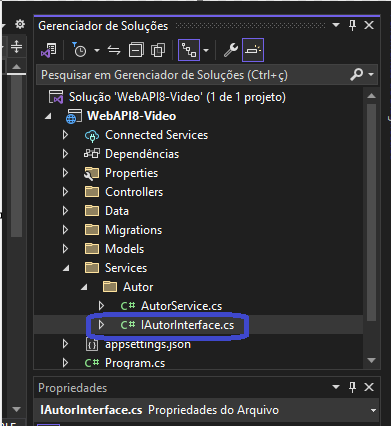 Gerenciador de Soluções
Pesquisar em Gerenciador de Soluções (Ctrl+ç)
Solução 'WebAPI8-Video' (1 de 1 projeto)
WebAPI8-Video
Connected Services
Dependências
Properties
Controllers
Data
Migrations
Models
Services
Autor
C# AutorService.cs
C# IAutorInterface.cs
appsettings.json
C# Program.cs
Propriedades
IAutorInterface.cs Propriedades do Arquivo